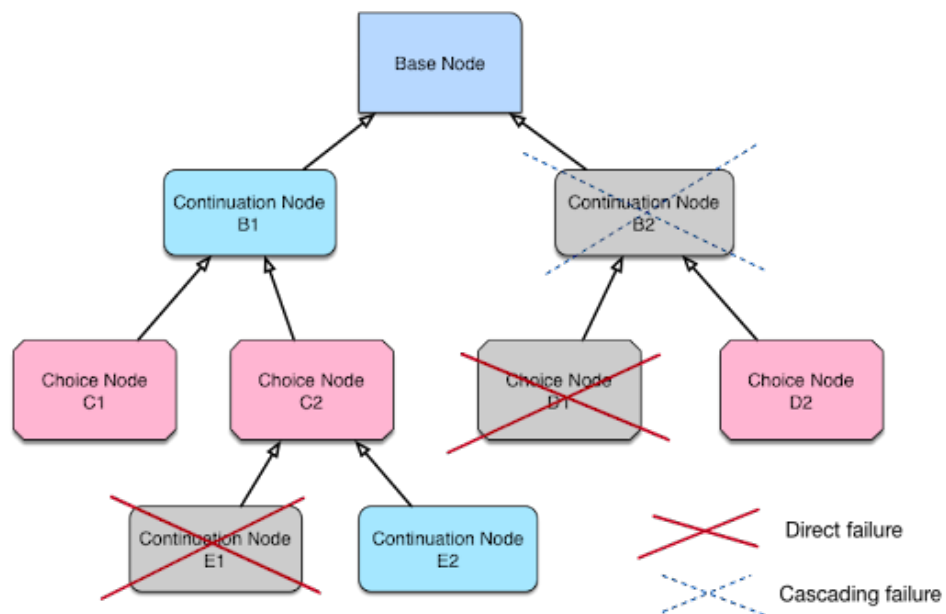 Base Node
Continuation Node
B1
Continuation Node
B2
Choice Node
C1
Choice Node
C2
Choice Node
D1
Choice Node
D2
Continuation Node
E1
Continuation Node
E2
Direct failure
Cascading failure